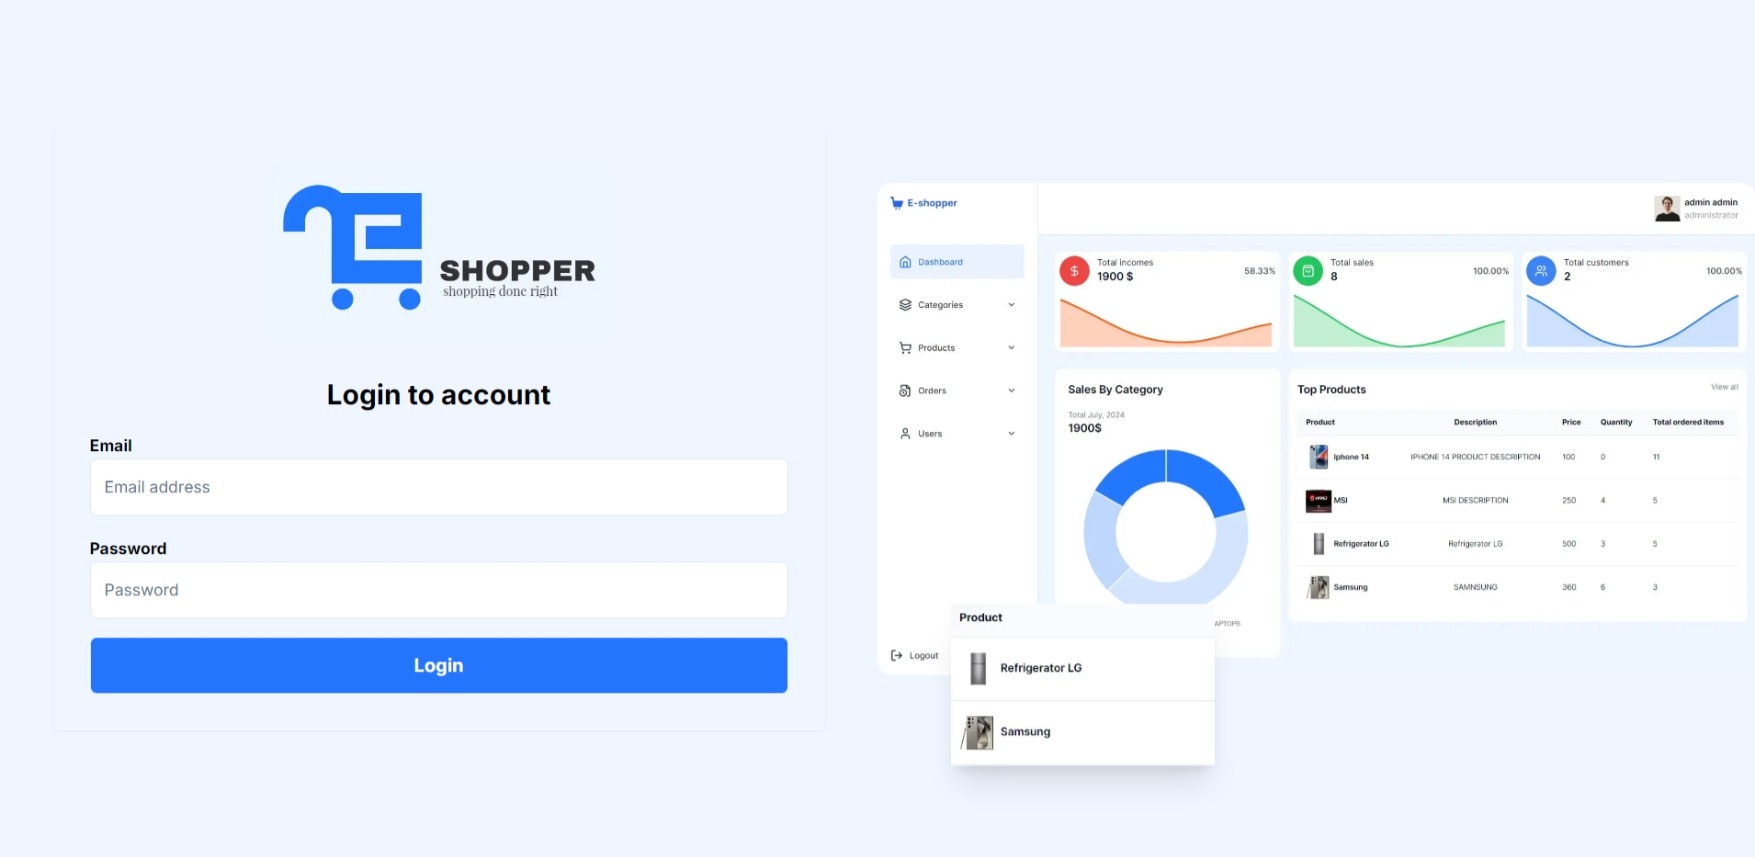 SHOPPER
shopping done right
Login to account
Email
Email address
Password
Password
Login
E-shopper
admin admin
administrator
Dashboard
Categories
Products
Orders
Users
Logout
Total incomes
1900 $
58.33%
Total sales
8
100.00%
Total customers
2
100.00%
Sales By Category
Total July, 2024
1900$
APTOPS
Top Products
View all
Product Description Price Quantity Total ordered items
Iphone 14 IPHONE 14 PRODUCT DESCRIPTION 100 0 11
MSI MSI DESCRIPTION 250 4 5
Refrigerator LG Refrigerator LG 500 3 5
Samsung SAMNSUNG 360 6 3
Product
Refrigerator LG
Samsung